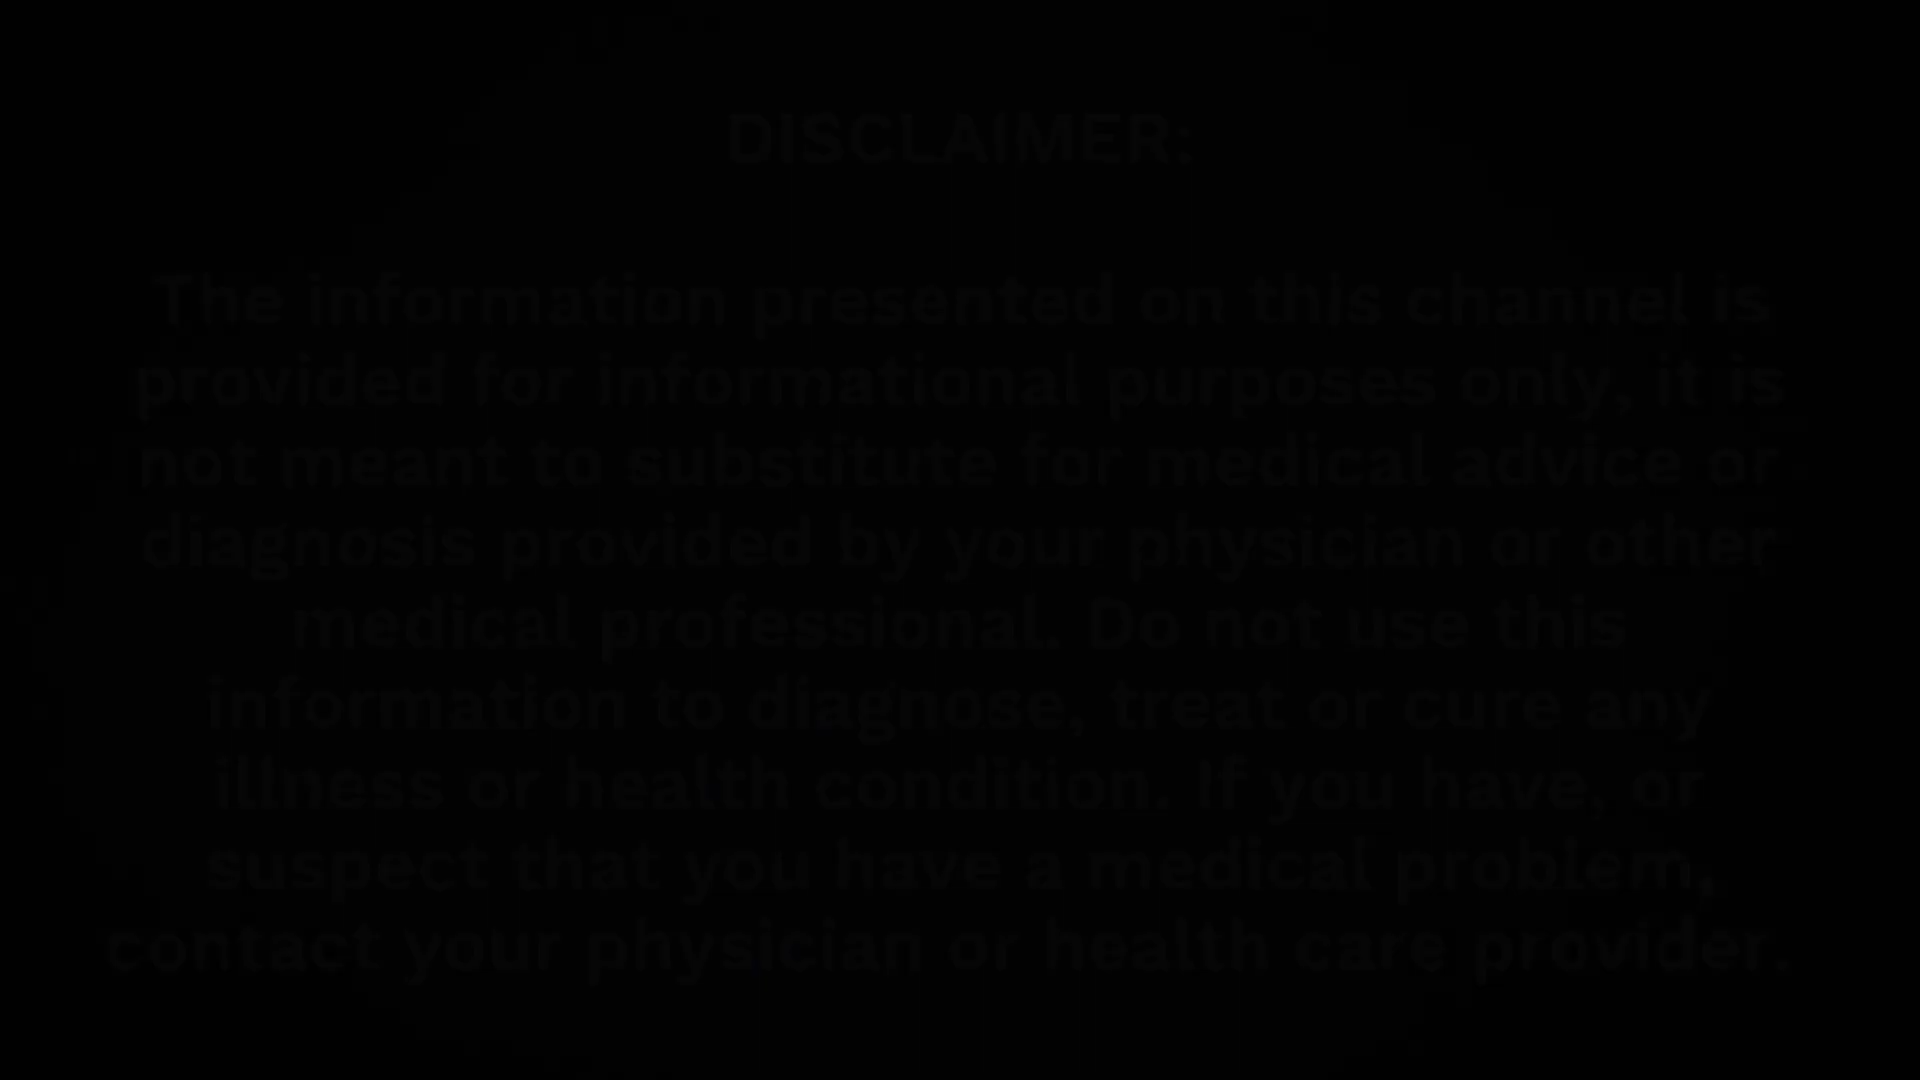 DISCLAIMER:
The information presented on this channel is
provided for informational purposes only, it is
not meant to substitute for medical advice or
diagnosis provided by your physician or other
medical professional. Do not use this
information to diagnose, treat or cure any
illness or health condition. If you have, or
suspect that you have a medical problem,
contact your physician or health care provider.